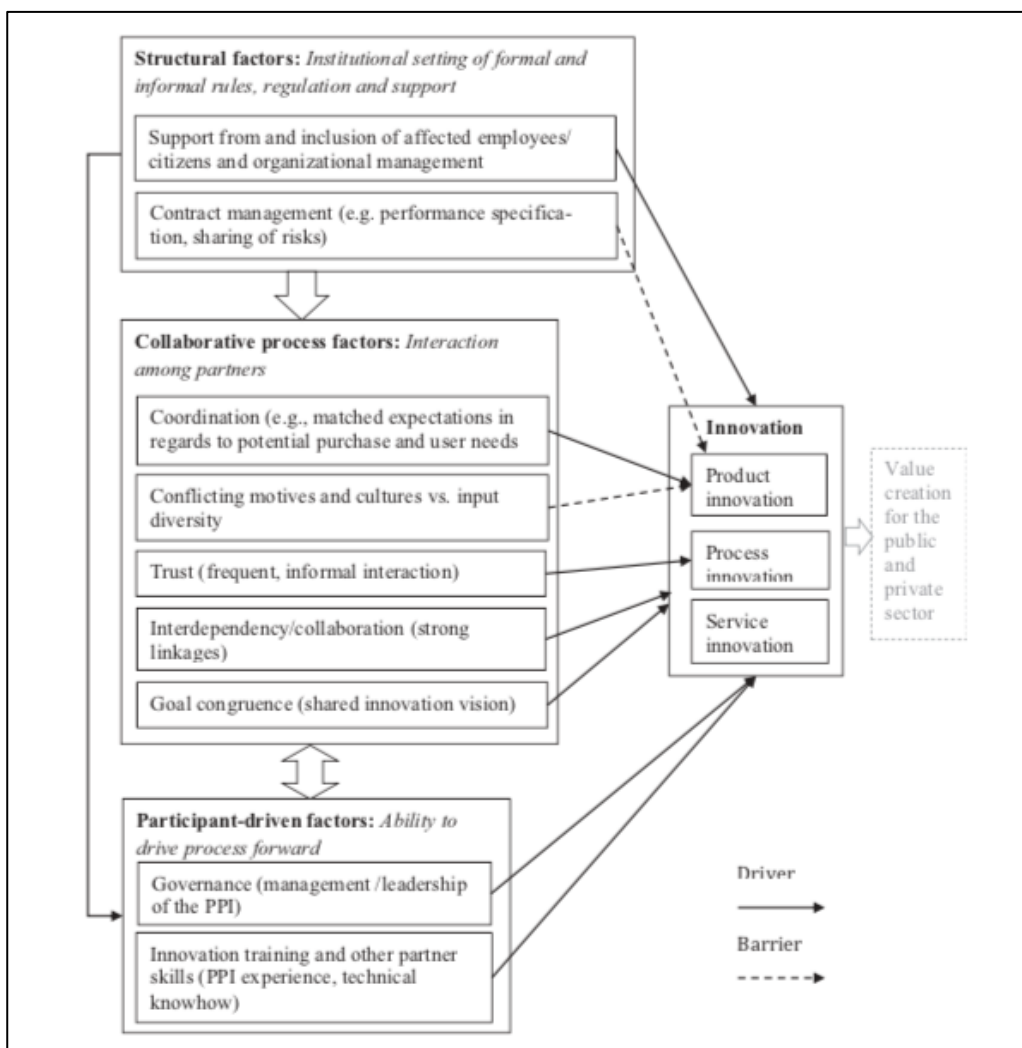 Structural factors: Institutional setting of formal and
informal rules, regulation and support
Support from and inclusion of affected employees/
citizens and organizational management
Contract management (e.g. performance specifica-
tion, sharing of risks)
Collaborative process factors: Interaction
among partners
Coordination (e.g., matched expectations in
regards to potential purchase and user needs
Conflicting motives and cultures vs. input
diversity
Trust (frequent, informal interaction)
Interdependency/collaboration (strong
linkages)
Goal congruence (shared innovation vision)
Participant-driven factors: Ability to
drive process forward
Governance (management /leadership
of the PPI)
Innovation training and other partner
skills (PPI experience, technical
knowhow)
Innovation
Product
innovation
Process
innovation
Service
innovation
Value
creation
for the
public
and
private
sector
Driver
Barrier